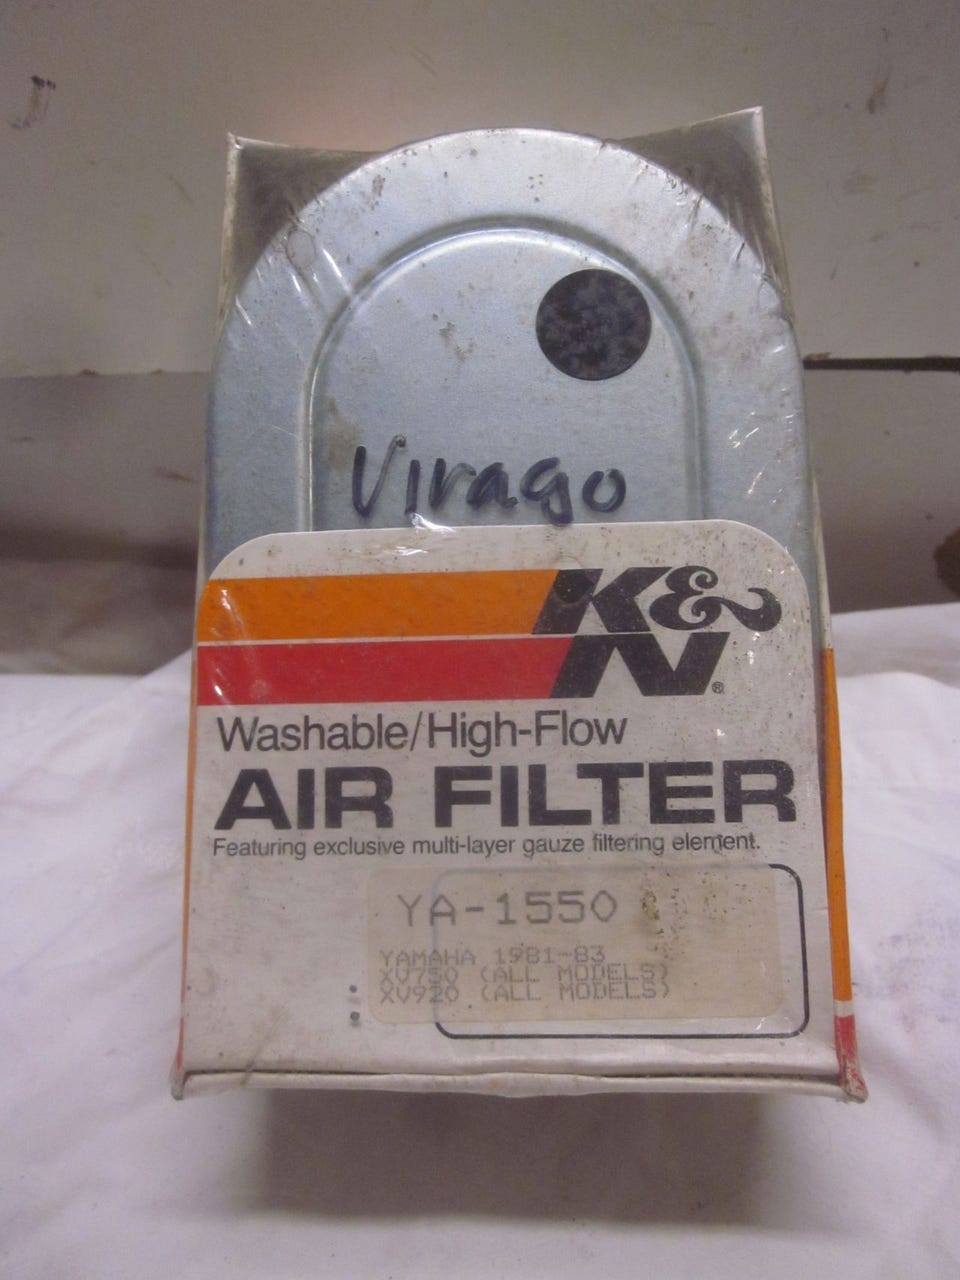 Virago
K&N®
Washable/High-Flow
AIR FILTER
Featuring exclusive multi-layer gauze filtering element.
YA-1550
YAMAHA 1981-83
XV750 (ALL MODELS)
XV920 (ALL MODELS)